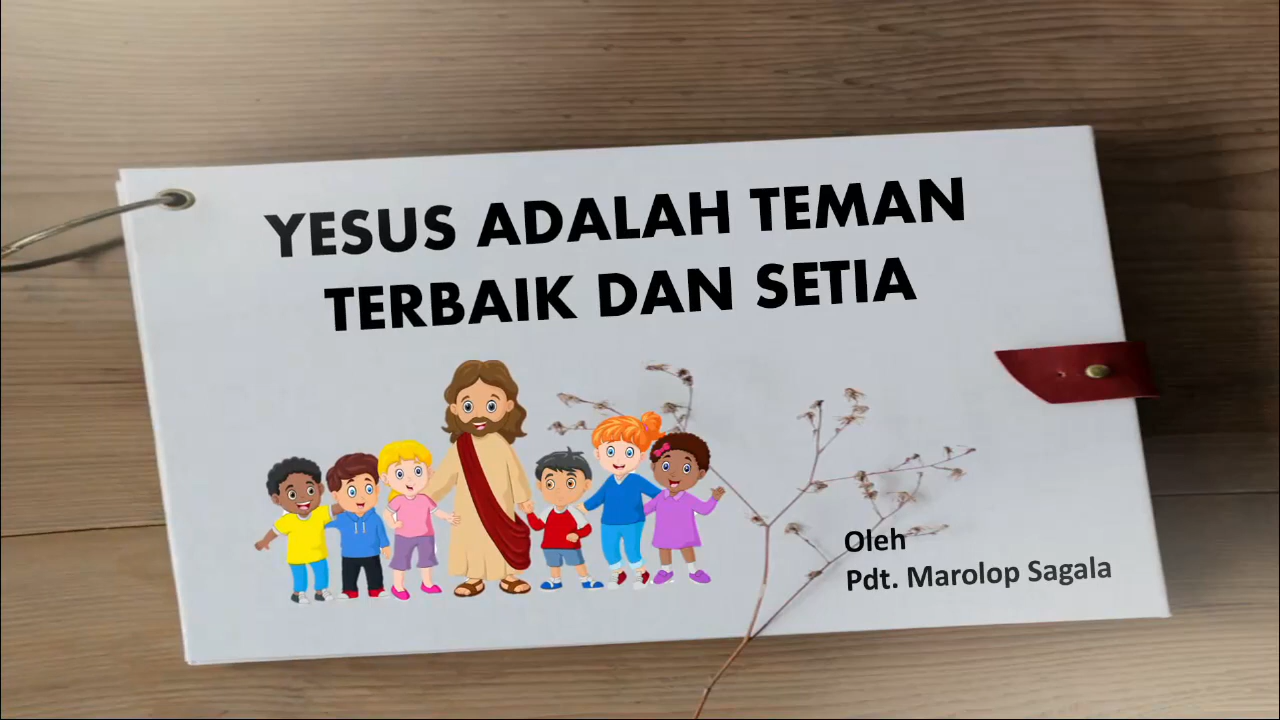 YESUS ADALAH TEMAN
TERBAIK DAN SETIA
Oleh
Pdt. Marolop Sagala